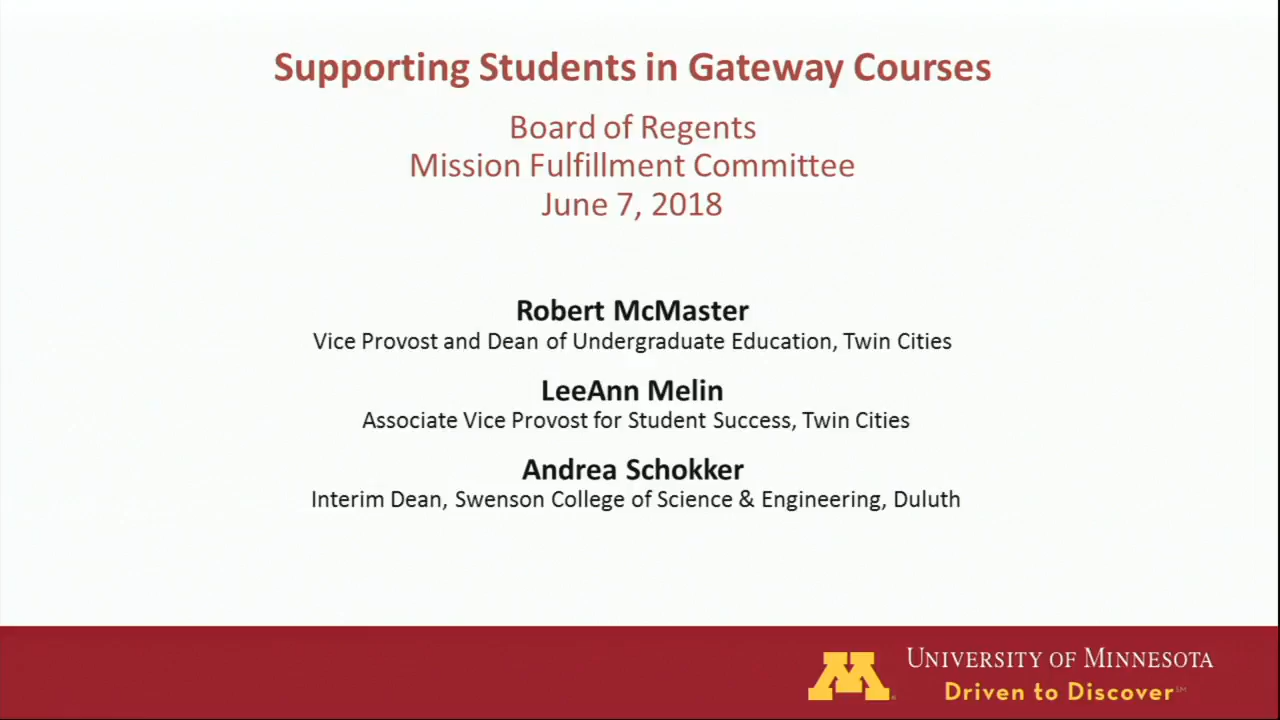 Supporting Students in Gateway Courses
Board of Regents
Mission Fulfillment Committee
June 7, 2018
Robert McMaster
Vice Provost and Dean of Undergraduate Education, Twin Cities
LeeAnn Melin
Associate Vice Provost for Student Success, Twin Cities
Andrea Schokker
Interim Dean, Swenson College of Science & Engineering, Duluth
M
UNIVERSITY OF MINNESOTA
Driven to Discover℠